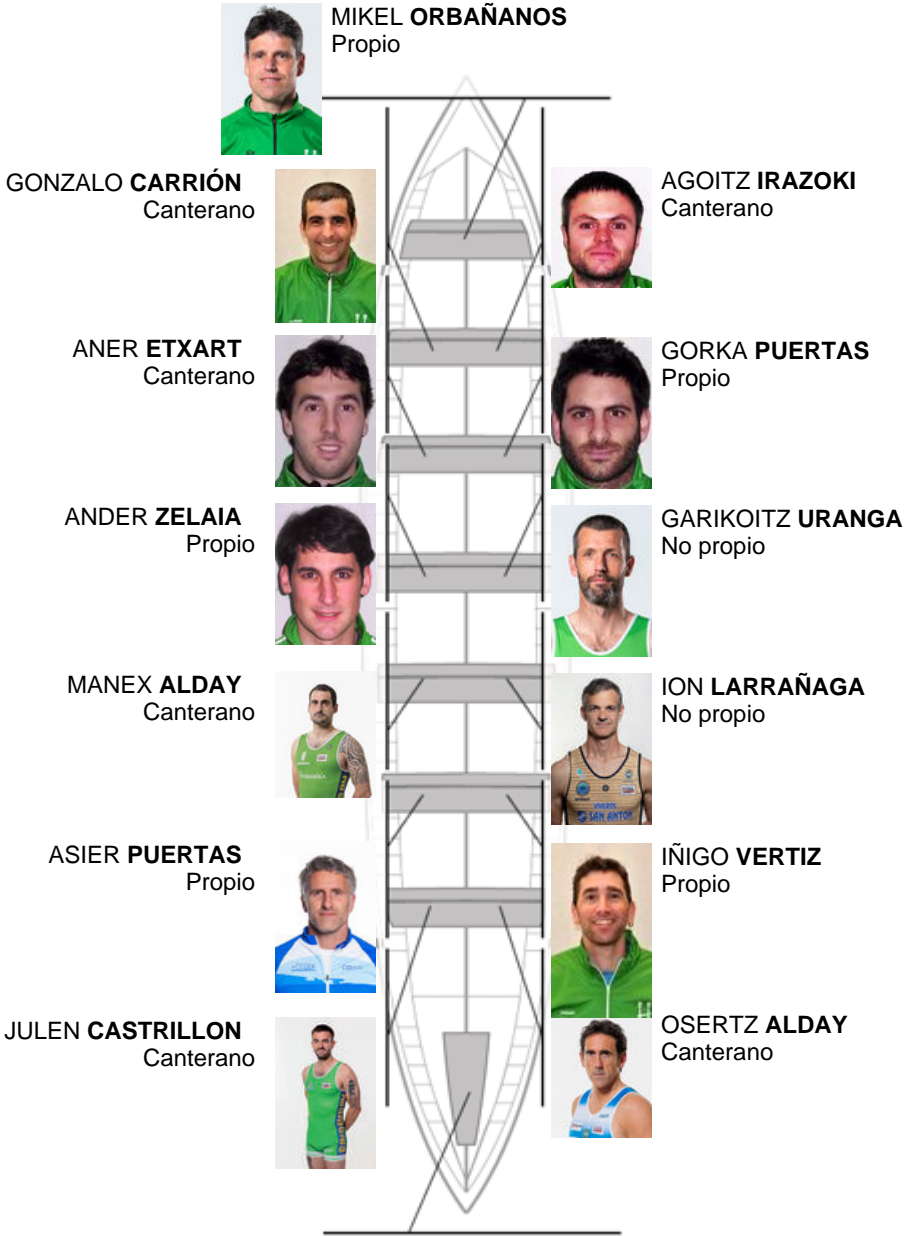 MIKEL ORBAÑANOS
Propio
GONZALO CARRIÓN
Canterano
AGOITZ IRAZOKI
Canterano
ANER ETXART
Canterano
GORKA PUERTAS
Propio
ANDER ZELAIA
Propio
GARIKOITZ URANGA
No propio
MANEX ALDAY
Canterano
ION LARRAÑAGA
No propio
SAN ANTON
ASIER PUERTAS
Propio
IÑIGO VERTIZ
Propio
JULEN CASTRILLON
Canterano
OSERTZ ALDAY
Canterano